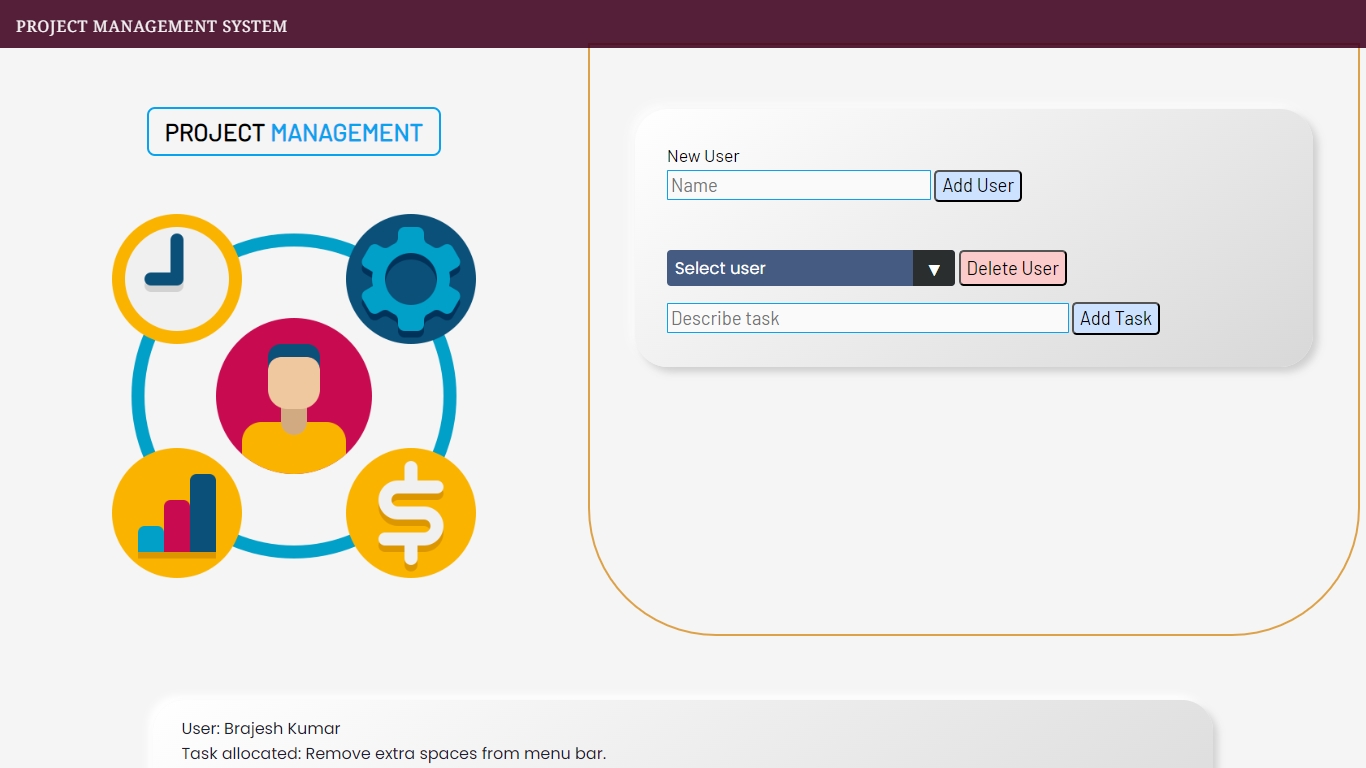 PROJECT MANAGEMENT SYSTEM
PROJECT MANAGEMENT
New User
Name
Add User
Select user
▼
Delete User
Describe task
Add Task
User: Brajesh Kumar
Task allocated: Remove extra spaces from menu bar.